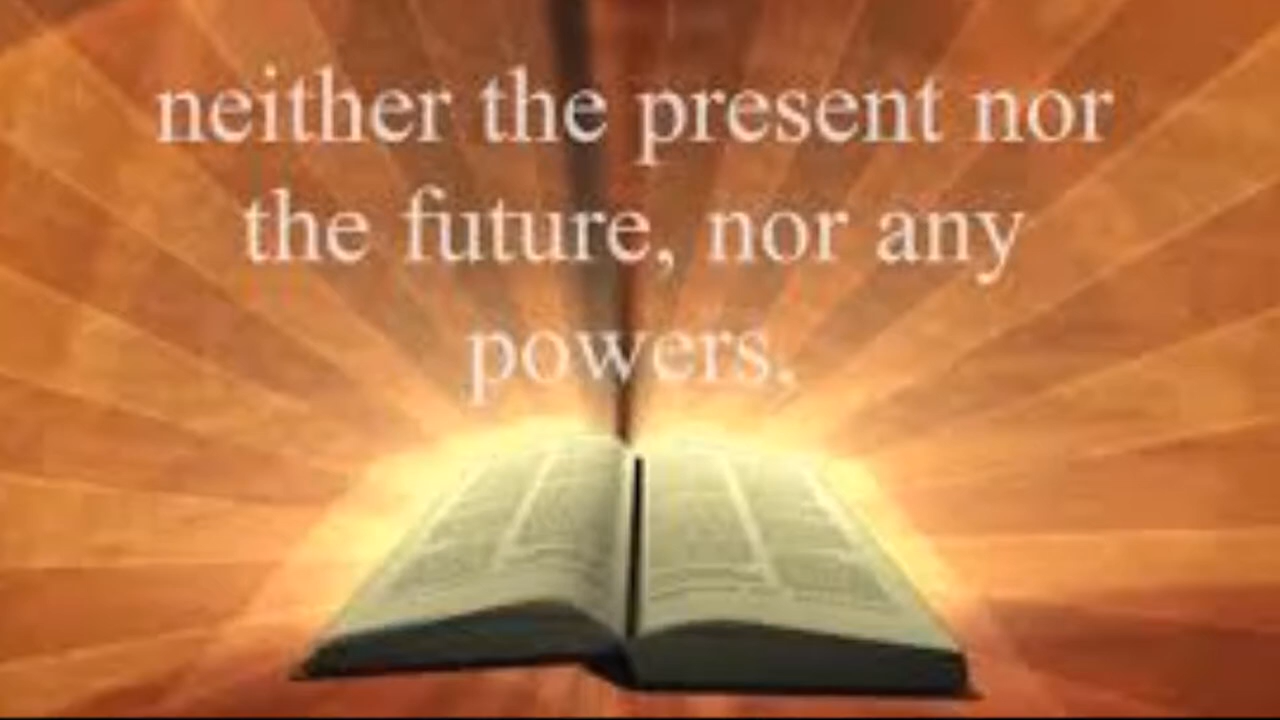 neither the present nor
the future, nor any
powers,